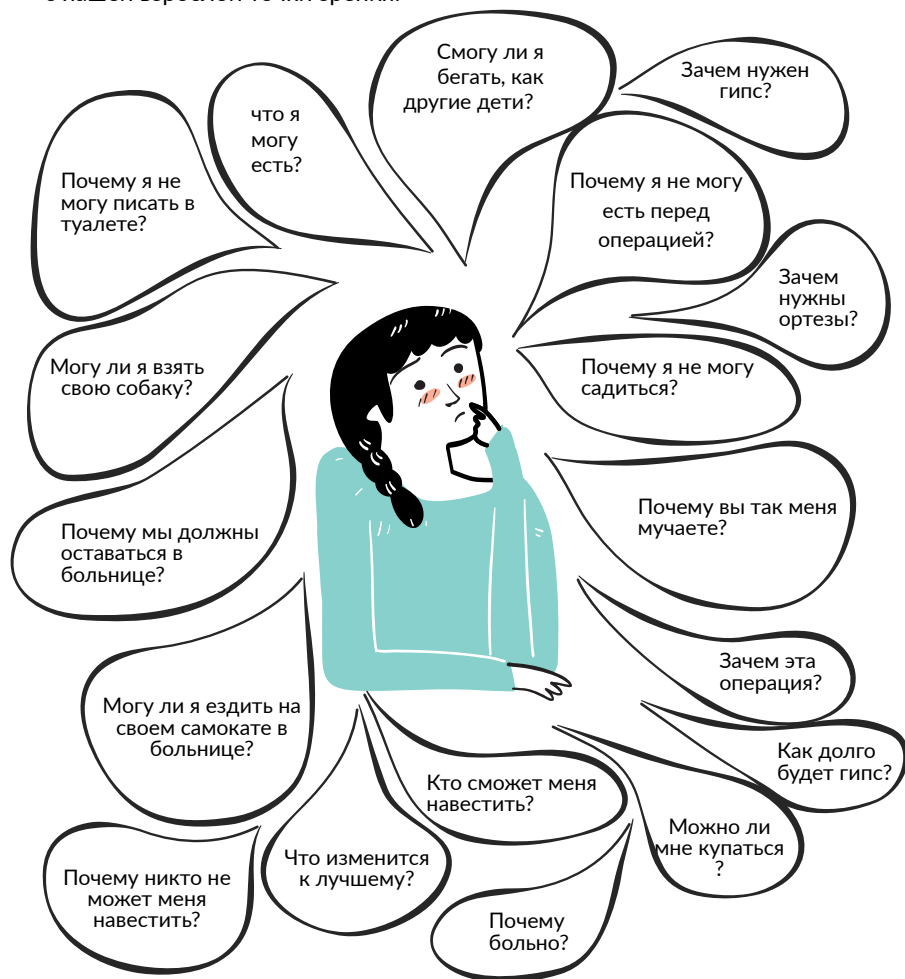 с нашей взрослой точки зрения.
Смогу ли я
бегать, как
другие дети?
Зачем нужен
гипс?
что я
могу
есть?
Почему я не
могу писать в
туалете?
Почему я не могу
есть перед
операцией?
Зачем
нужны
ортезы?
Могу ли я взять
свою собаку?
Почему я не могу
садиться?
Почему вы так меня
мучаете?
Почему мы должны
оставаться в
больнице?
Зачем эта
операция?
Могу ли я ездить на
своем самокате в
больнице?
Как долго
будет гипс?
Кто сможет меня
навестить?
Можно ли
мне купаться
?
Что изменится
к лучшему?
Почему никто не
может меня
навестить?
Почему
больно?